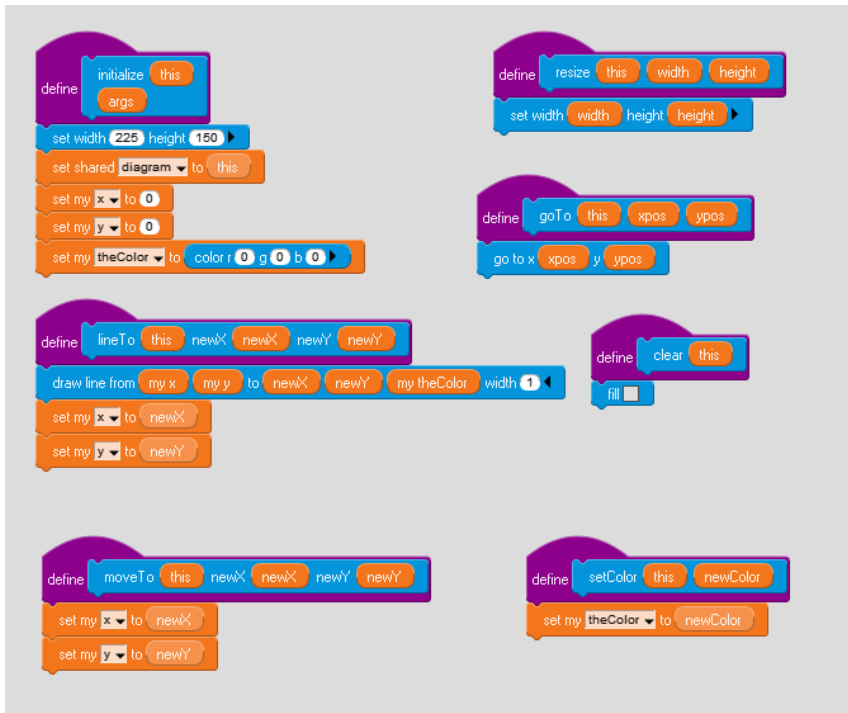 define initialize this
args
set width 225 height 150
set shared diagram to this
set my x to 0
set my y to 0
set my theColor to color r 0 g 0 b 0
define resize this width height
set width width height height
define goTo this xpos ypos
go to x xpos y ypos
define lineTo this newX newX newY newY
draw line from my x my y to newX newY my theColor width 1
set my x to newX
set my y to newY
define clear this
fill
define moveTo this newX newX newY newY
set my x to newX
set my y to newY
define setColor this newColor
set my theColor to newColor